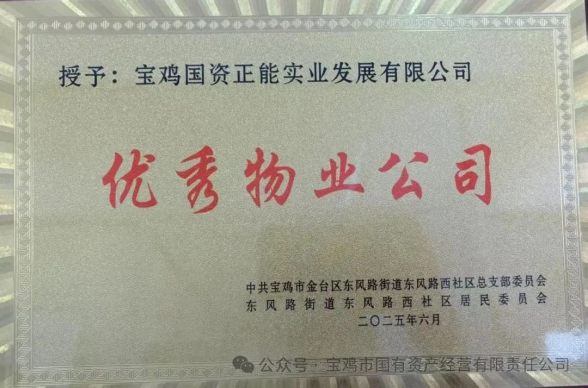 授予：宝鸡国资正能实业发展有限公司
优秀物业公司
中共宝鸡市金台区东风路街道东风路西社区总支部委员会
东风路街道东风路西社区居民委员会
二〇二五年六月
公众号·宝鸡市国有资产经营有限责任公司